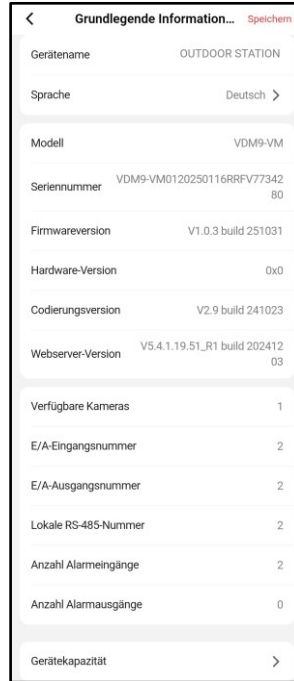 Grundlegende Information... Speichern
Gerätename OUTDOOR STATION
Sprache Deutsch
Modell VDM9-VM
Seriennummer VDM9-VM0120250116RRFV77342
80
Firmwareversion V1.0.3 build 251031
Hardware-Version 0x0
Codierungsversion V2.9 build 241023
Webserver-Version V5.4.1.19.51_R1 build 202412
03
Verfügbare Kameras 1
E/A-Eingangsnummer 2
E/A-Ausgangsnummer 2
Lokale RS-485-Nummer 2
Anzahl Alarmeingänge 2
Anzahl Alarmausgänge 0
Gerätekapazität